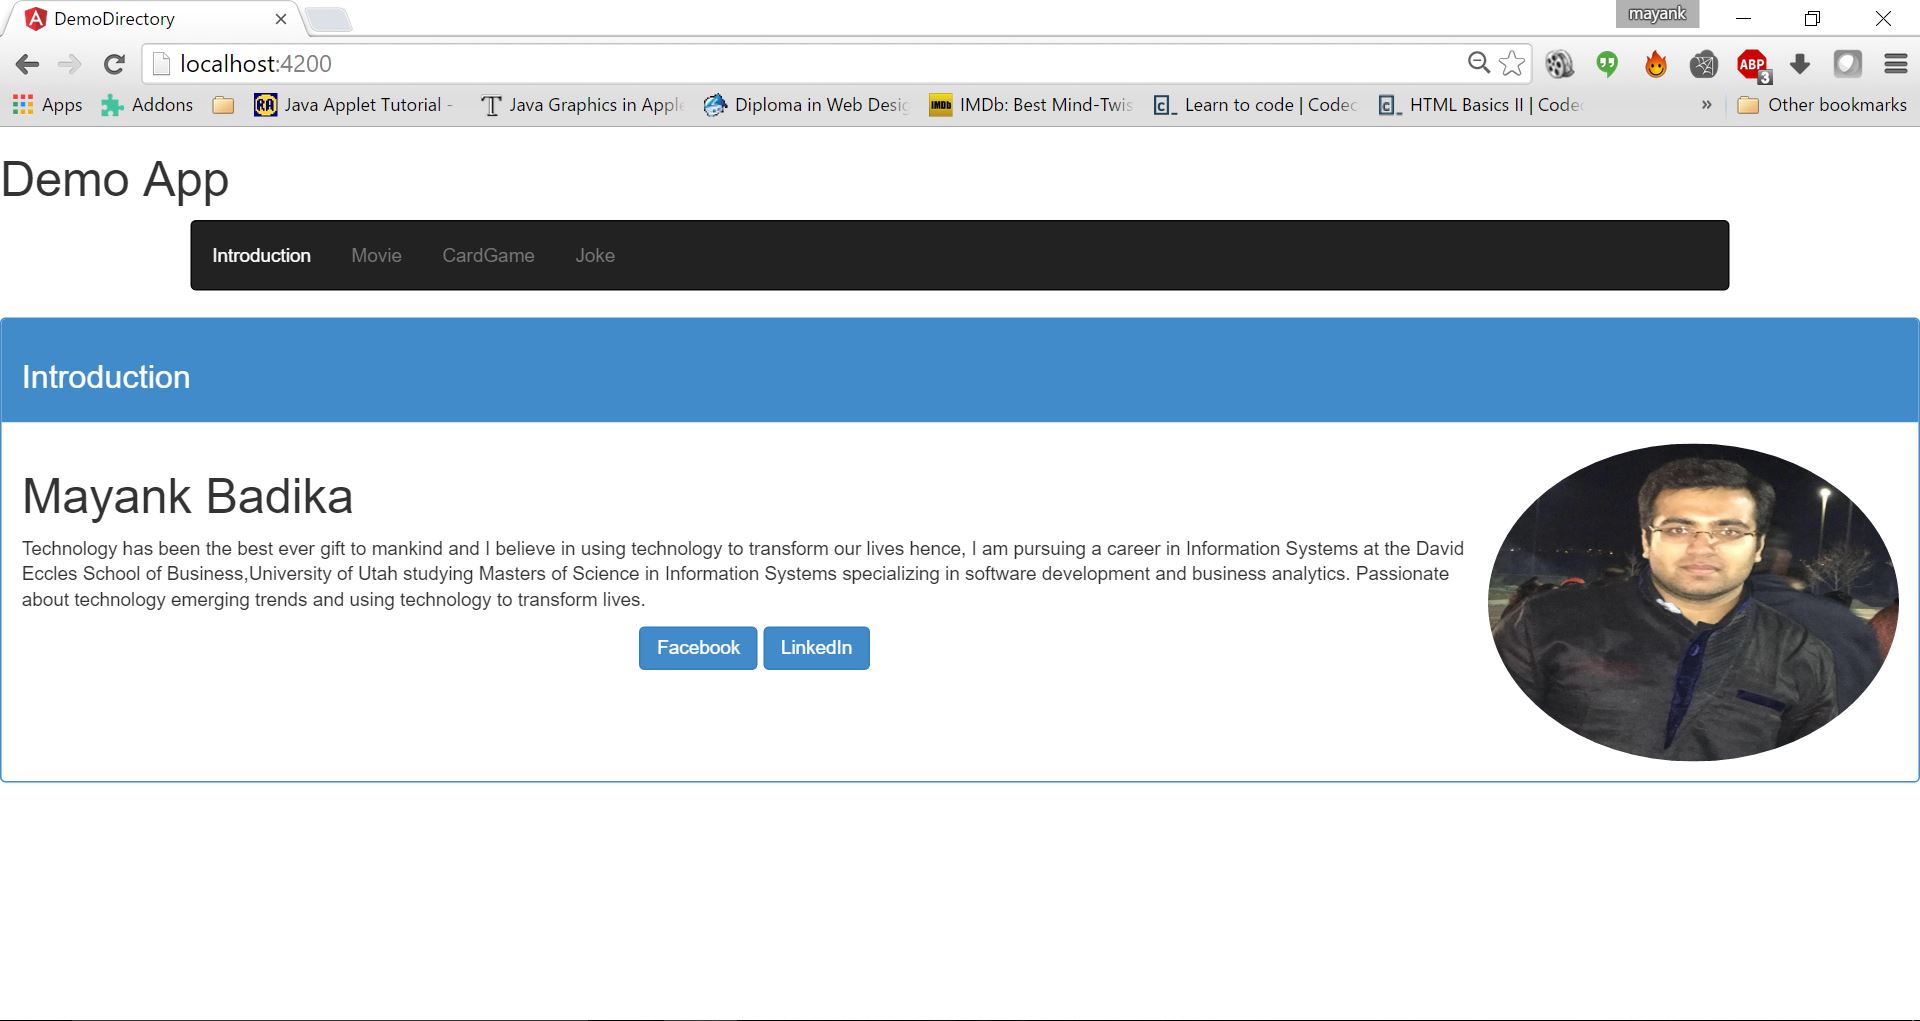 DemoDirectory
mayank
localhost:4200
ABP
3
Apps
Addons
RA
Java Applet Tutorial -
T
Java Graphics in Apple
Diploma in Web Desig
IMDb
IMDb: Best Mind-Twis
Learn to code | Codec
HTML Basics II | Codec
»
Other bookmarks
Demo App
Introduction Movie CardGame Joke
Introduction
Mayank Badika
Technology has been the best ever gift to mankind and I believe in using technology to transform our lives hence, I am pursuing a career in Information Systems at the David
Eccles School of Business,University of Utah studying Masters of Science in Information Systems specializing in software development and business analytics. Passionate
about technology emerging trends and using technology to transform lives.
Facebook LinkedIn